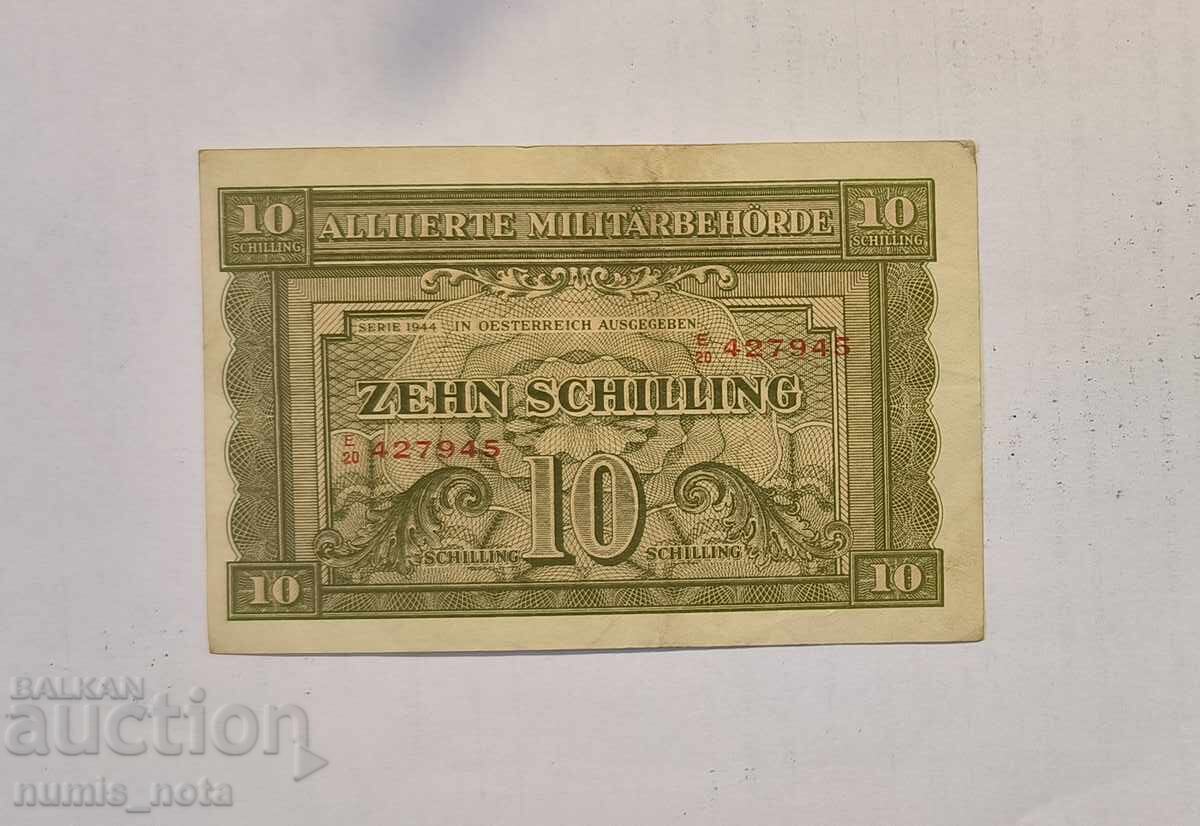 10 ALLIIERTE MILITÄRBEHÖRDE 10
SCHILLING SCHILLING
SERIE 1944 IN OESTERREICH AUSGEGEBEN
E/20 427945
ZEHN SCHILLING
E/20 427945
SCHILLING 10 SCHILLING
10 10
BALKAN
auction
numis_nota